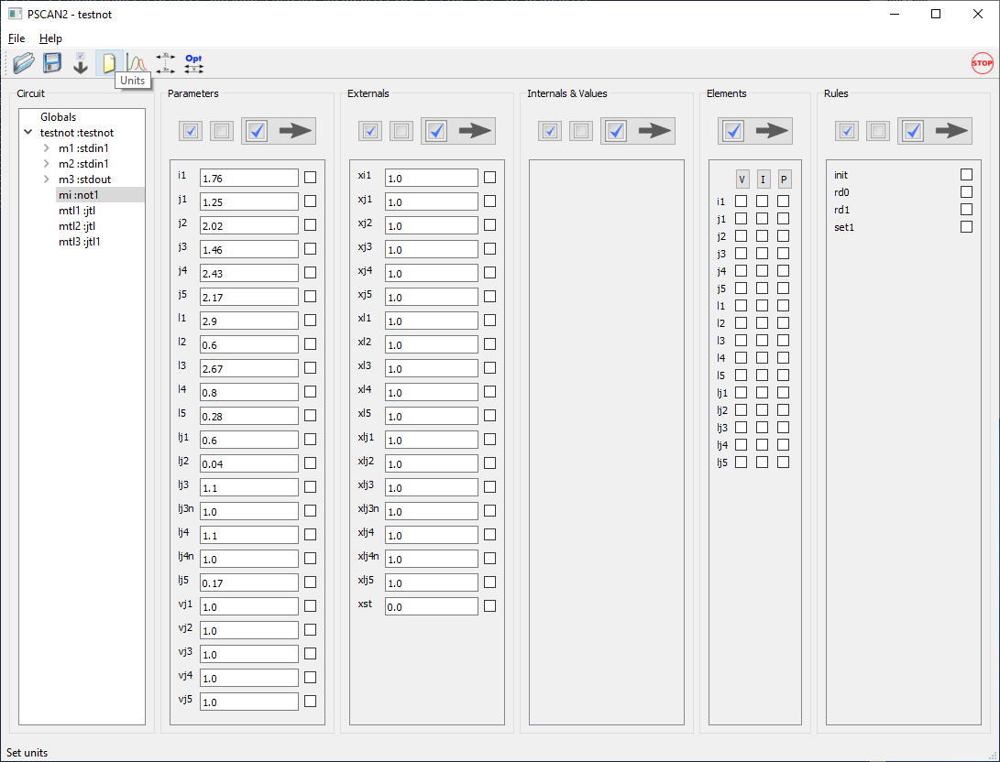 PSCAN2 - testnot
File Help
Opt
STOP
Units
Circuit
Globals
testnot :testnot
m1 :stdin1
m2 :stdin1
m3 :stdout
mi :not1
mtl1 :jtl
mtl2 :jtl
mtl3 :jtl1
Parameters
i1 1.76
j1 1.25
j2 2.02
j3 1.46
j4 2.43
j5 2.17
l1 2.9
l2 0.6
l3 2.67
l4 0.8
l5 0.28
lj1 0.6
lj2 0.04
lj3 1.1
lj3n 1.0
lj4 1.1
lj4n 1.0
lj5 0.17
vj1 1.0
vj2 1.0
vj3 1.0
vj4 1.0
vj5 1.0
Externals
xi1 1.0
xj1 1.0
xj2 1.0
xj3 1.0
xj4 1.0
xj5 1.0
xl1 1.0
xl2 1.0
xl3 1.0
xl4 1.0
xl5 1.0
xlj1 1.0
xlj2 1.0
xlj3 1.0
xlj3n 1.0
xlj4 1.0
xlj4n 1.0
xlj5 1.0
xst 0.0
Internals & Values
Elements
V I P
i1
j1
j2
j3
j4
j5
l1
l2
l3
l4
l5
lj1
lj2
lj3
lj4
lj5
Rules
init
rd0
rd1
set1
Set units